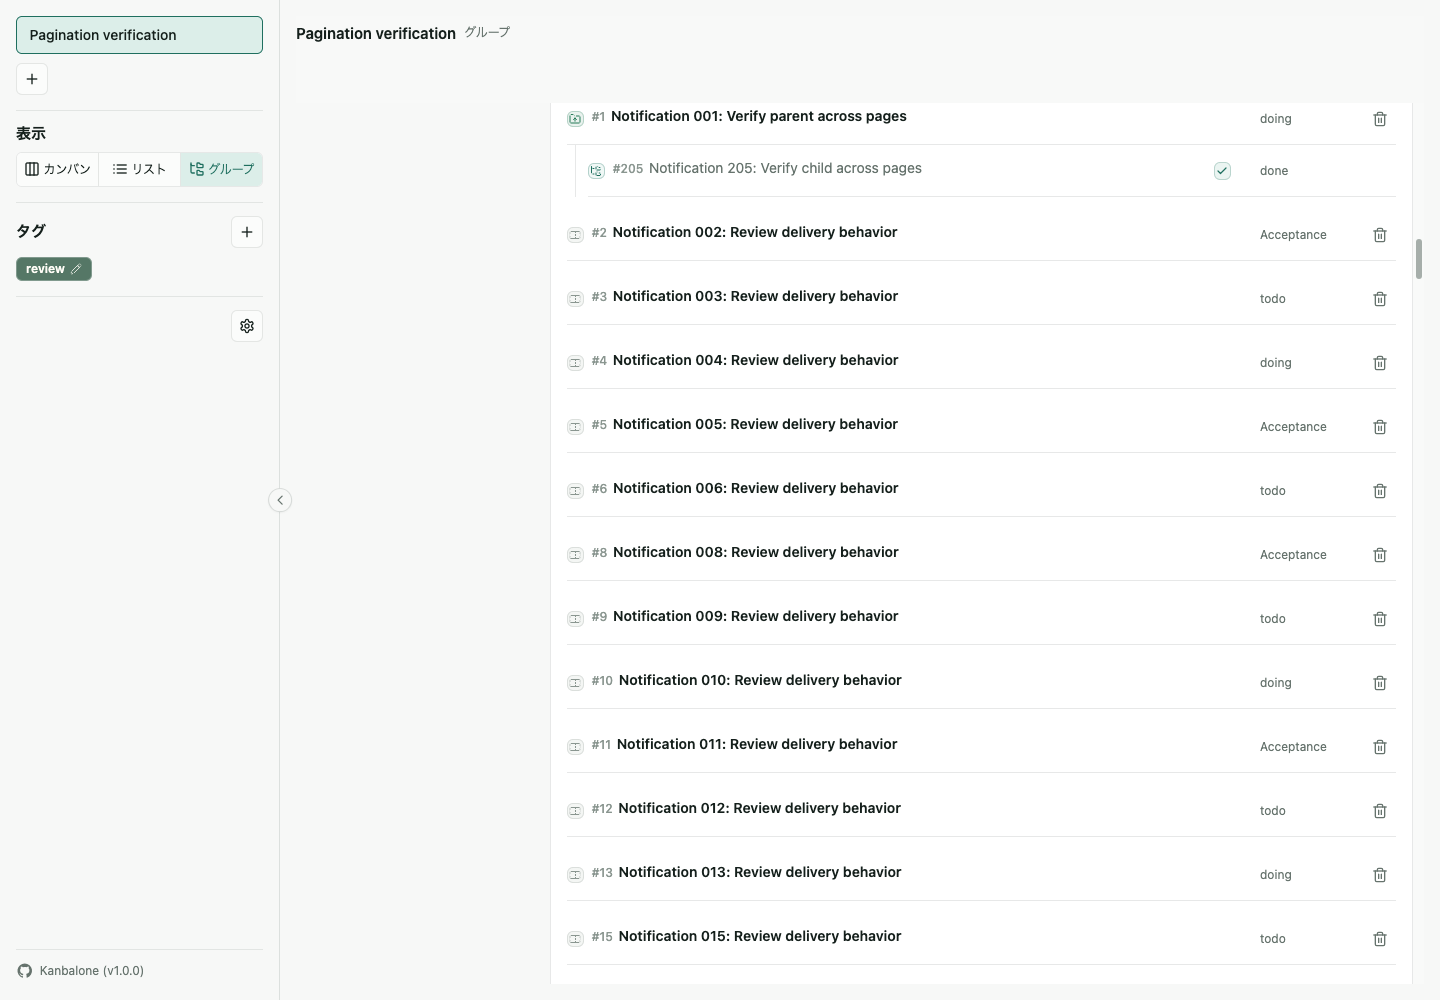 Pagination verification
表示
カンバン リスト グループ
タグ
review
Kanbalone (v1.0.0)
Pagination verification グループ
#1 Notification 001: Verify parent across pages doing
#205 Notification 205: Verify child across pages done
#2 Notification 002: Review delivery behavior Acceptance
#3 Notification 003: Review delivery behavior todo
#4 Notification 004: Review delivery behavior doing
#5 Notification 005: Review delivery behavior Acceptance
#6 Notification 006: Review delivery behavior todo
#8 Notification 008: Review delivery behavior Acceptance
#9 Notification 009: Review delivery behavior todo
#10 Notification 010: Review delivery behavior doing
#11 Notification 011: Review delivery behavior Acceptance
#12 Notification 012: Review delivery behavior todo
#13 Notification 013: Review delivery behavior doing
#15 Notification 015: Review delivery behavior todo